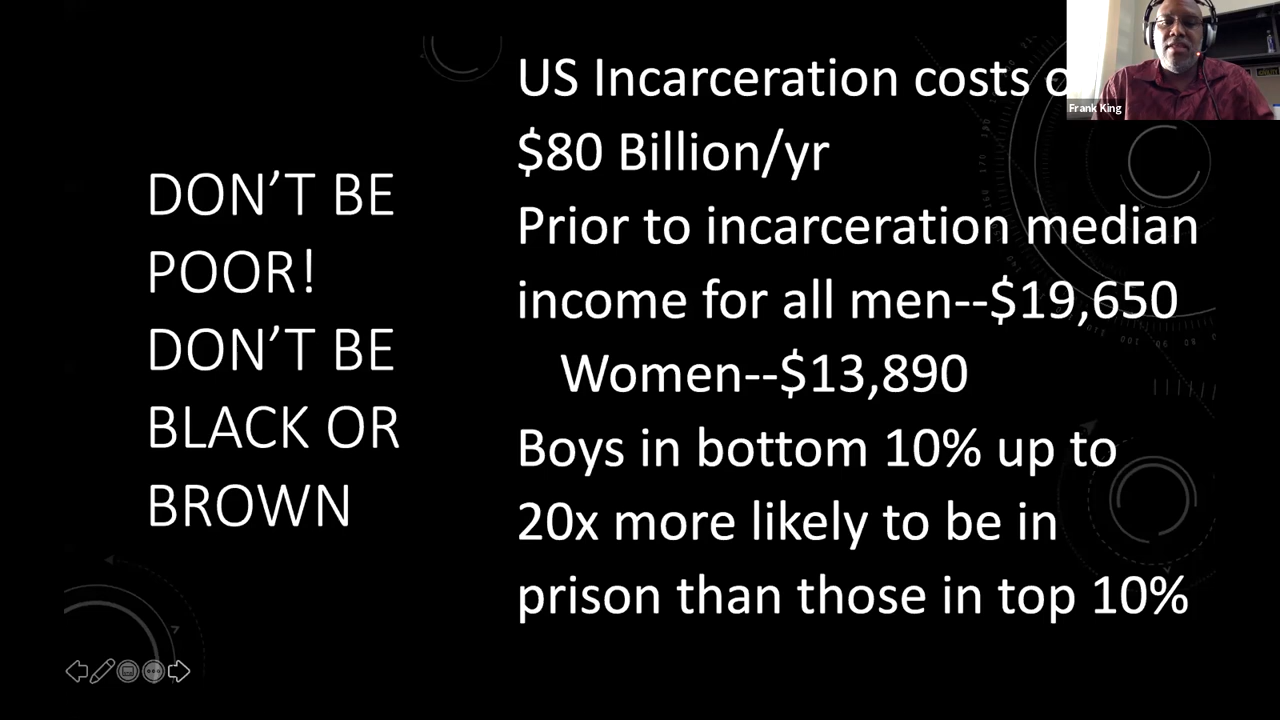 DON'T BE
POOR!
DON'T BE
BLACK OR
BROWN
US Incarceration costs
$80 Billion/yr
Prior to incarceration median
income for all men--$19,650
Women--$13,890
Boys in bottom 10% up to
20x more likely to be in
prison than those in top 10%
Frank King